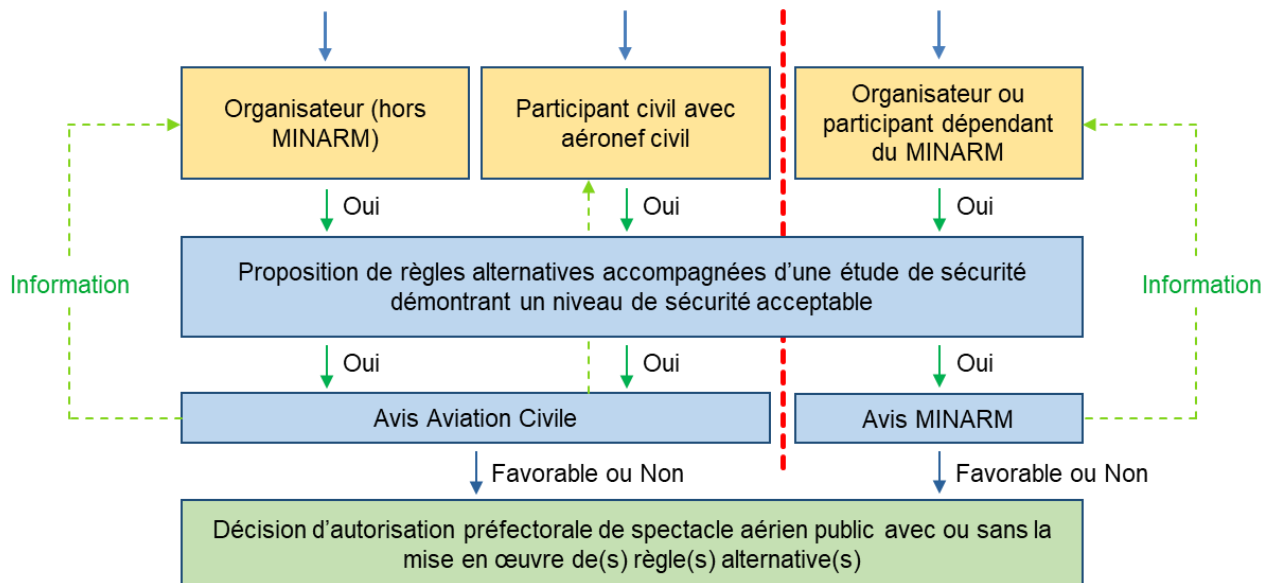 Organisateur (hors
MINARM)
Participant civil avec
aéronef civil
Organisateur ou
participant dépendant
du MINARM
Oui
Oui
Oui
Information
Proposition de règles alternatives accompagnées d'une étude de sécurité
démontrant un niveau de sécurité acceptable
Information
Oui
Oui
Oui
Avis Aviation Civile
Avis MINARM
Favorable ou Non
Favorable ou Non
Décision d'autorisation préfectorale de spectacle aérien public avec ou sans la
mise en œuvre de(s) règle(s) alternative(s)